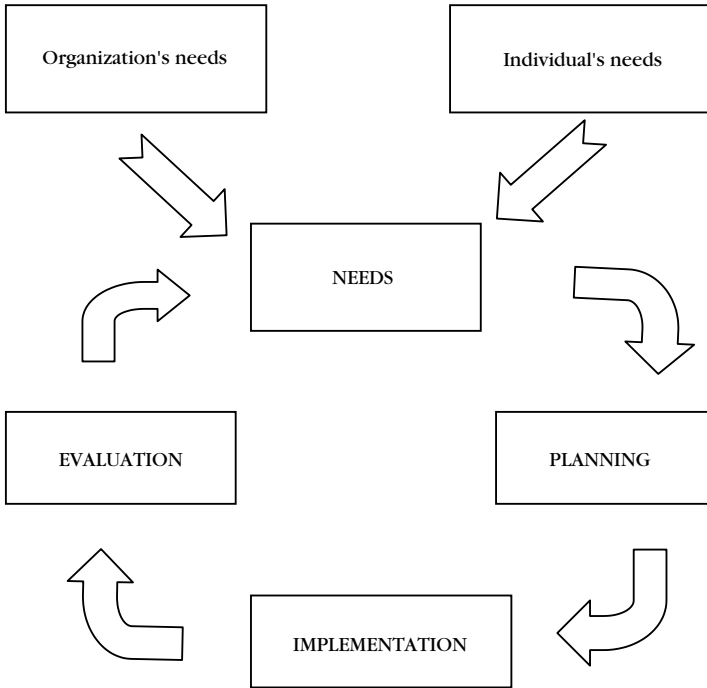 Organization's needs
Individual's needs
NEEDS
EVALUATION
PLANNING
IMPLEMENTATION